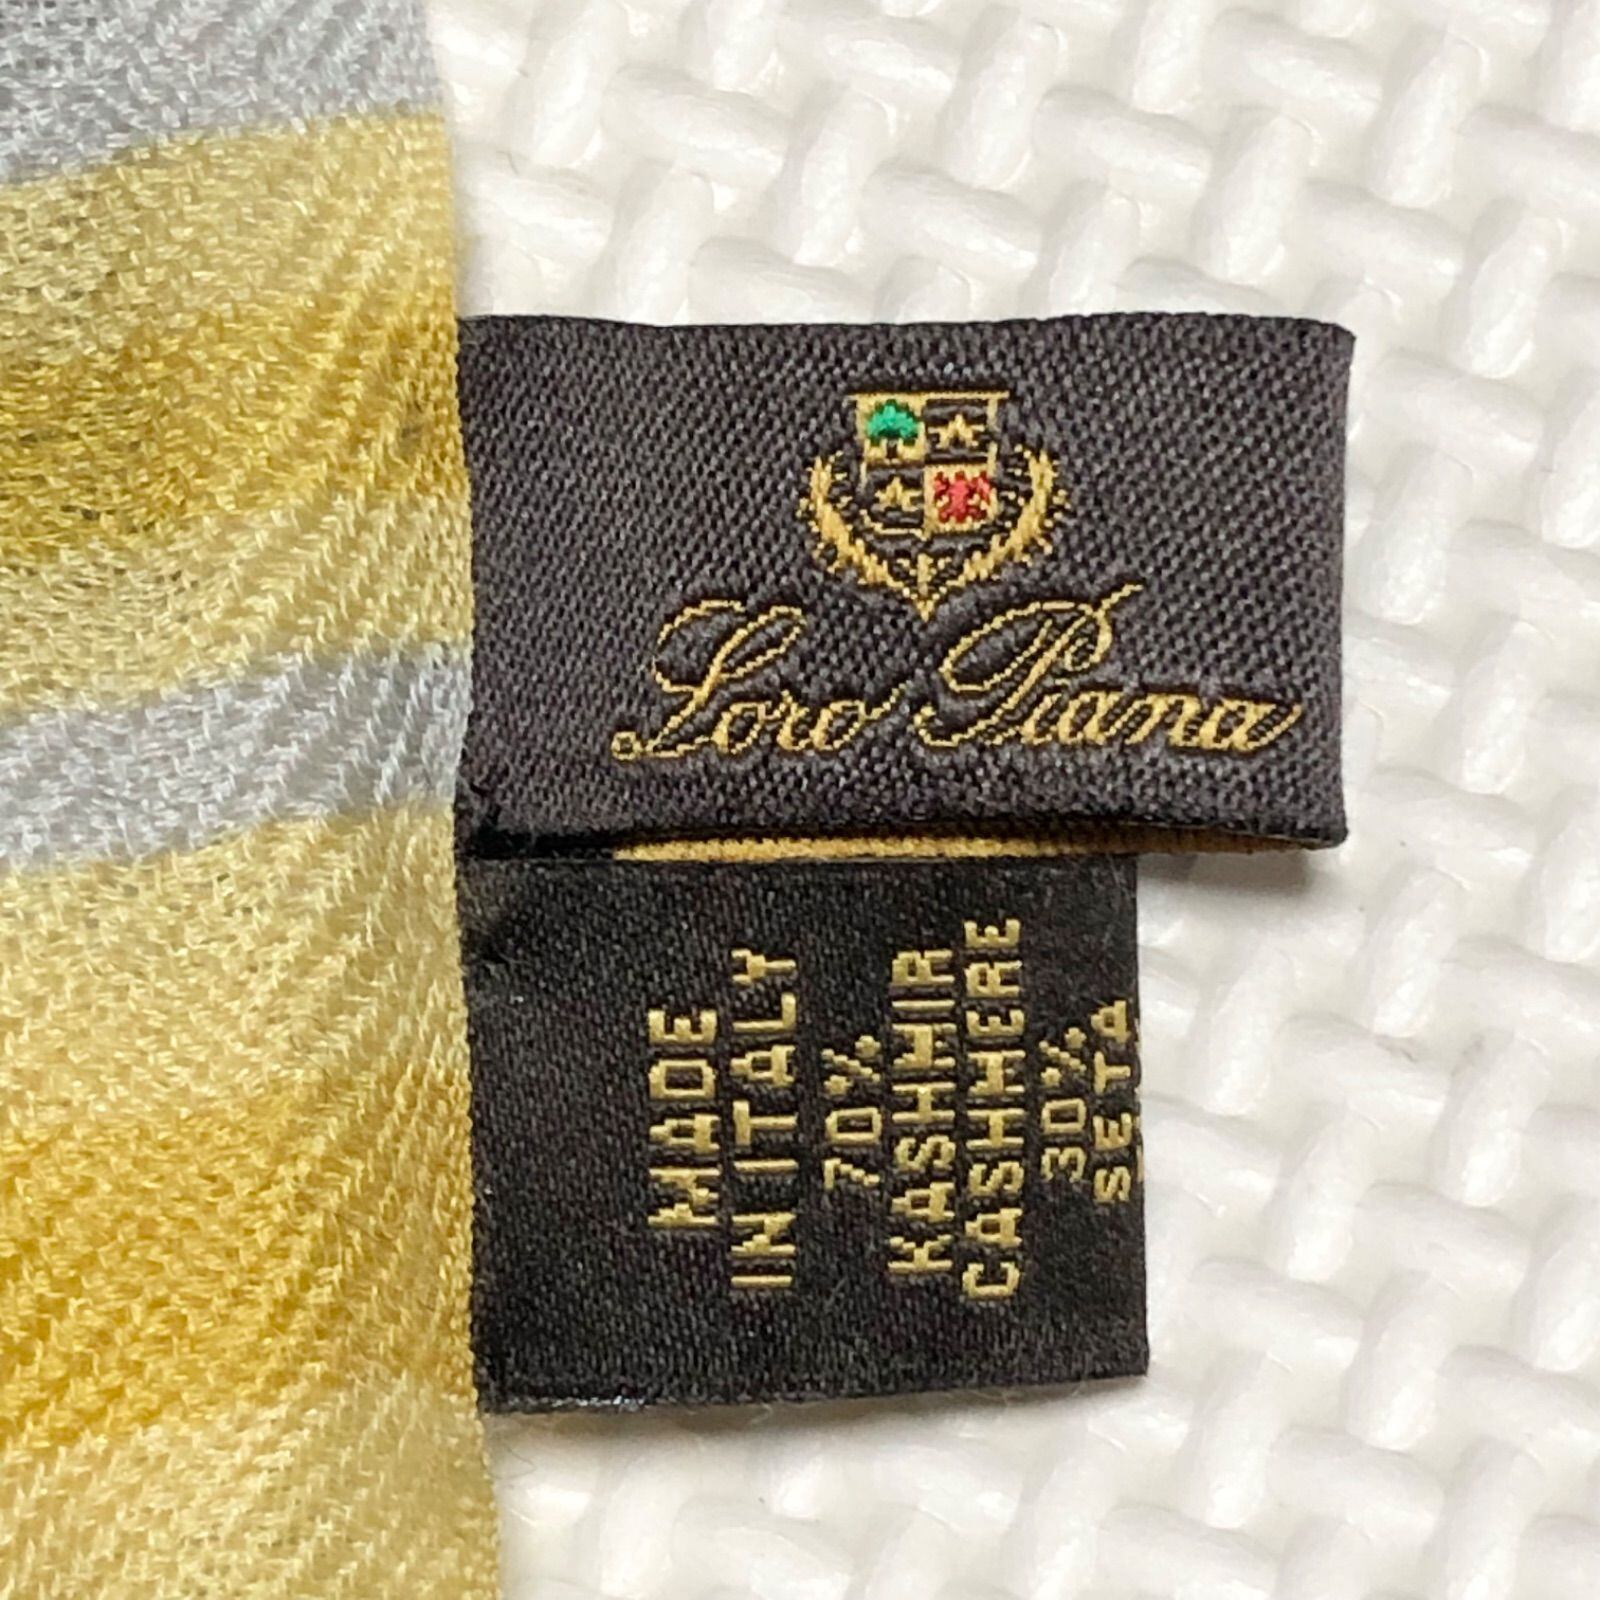 Loro Piana
MADE
IN ITALY
70%
KASHMIR
CASHMERE
30%
SETA